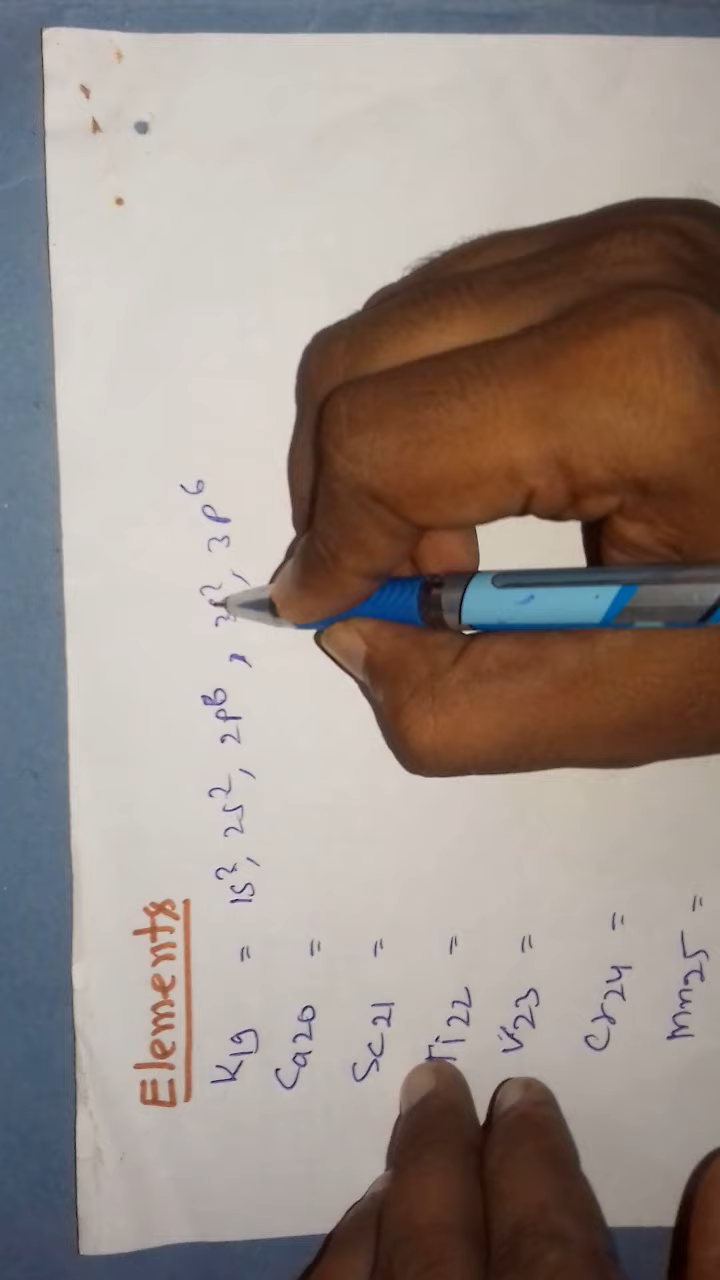 Elements
K19 = 1s², 2s², 2p6, 3s², 3p6
Ca20 =
Sc21 =
Ti22 =
V23 =
Cr24 =
Mn25 =